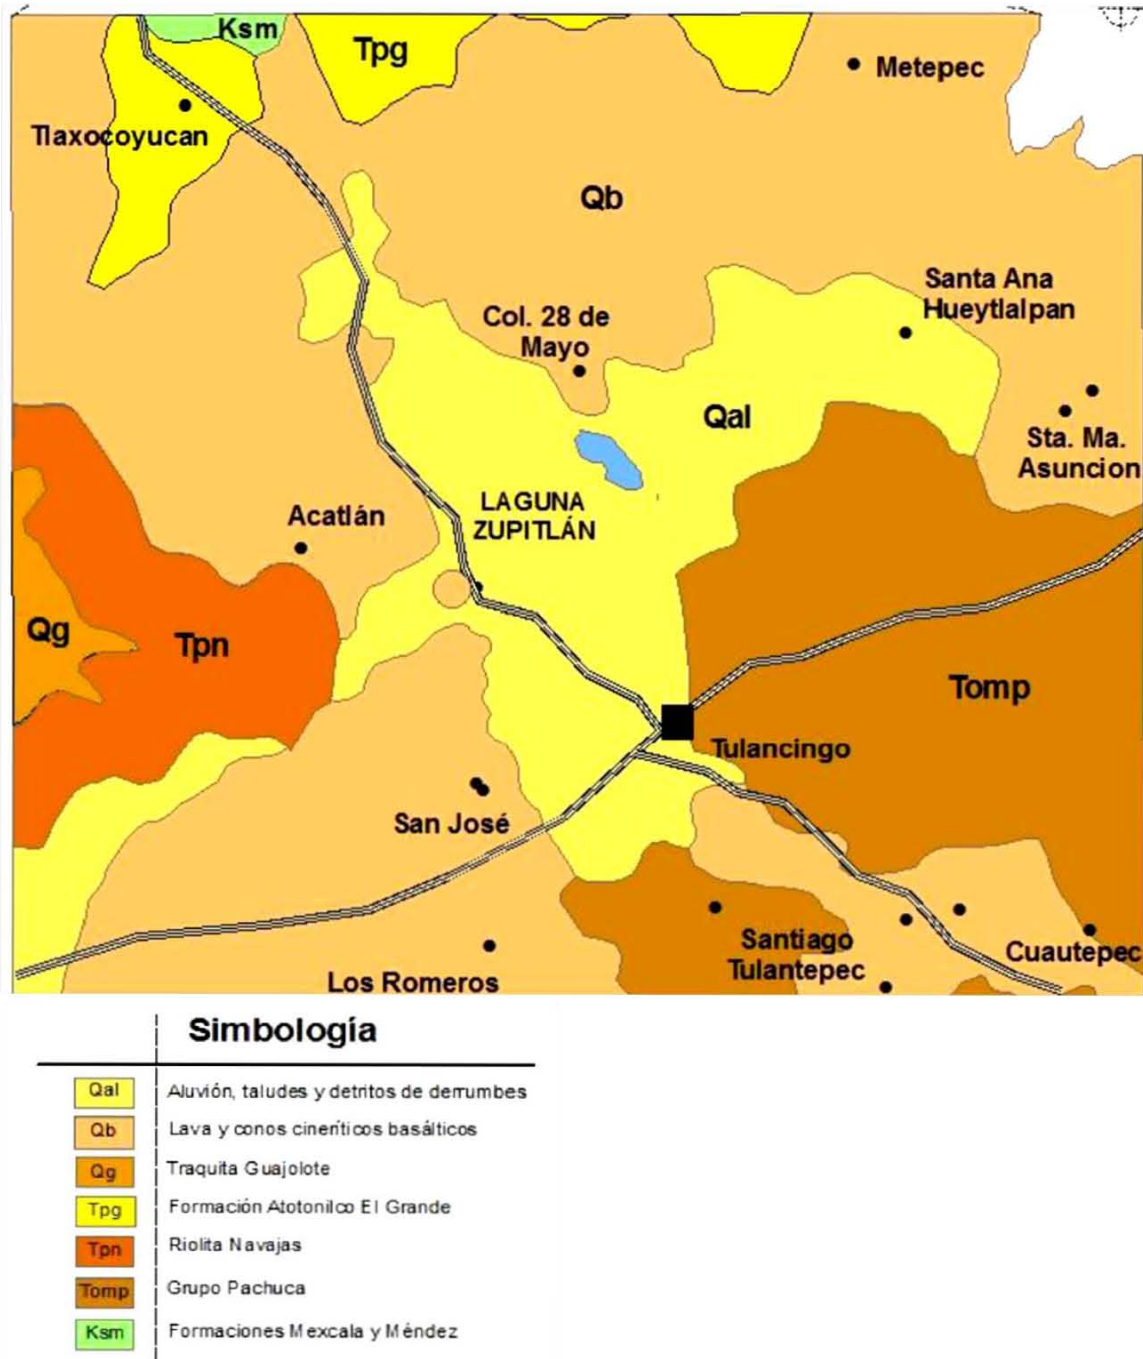 Ksm
Tpg
Metepec
Tlaxocoyucan
Qb
Santa Ana
Hueytlalpan
Col. 28 de
Mayo
Qal
Sta. Ma.
Asuncion
LAGUNA
ZUPITLÁN
Acatlán
Qg
Tpn
Tomp
Tulancingo
San José
Santiago
Tulantepec
Cuautepec
Los Romeros
Simbología
Qal Aluvión, taludes y detritos de derrumbes
Qb Lava y conos cineríticos basálticos
Qg Traquita Guajolote
Tpg Formación Atotonilco El Grande
Tpn Riolita Navajas
Tomp Grupo Pachuca
Ksm Formaciones Mexcala y Méndez